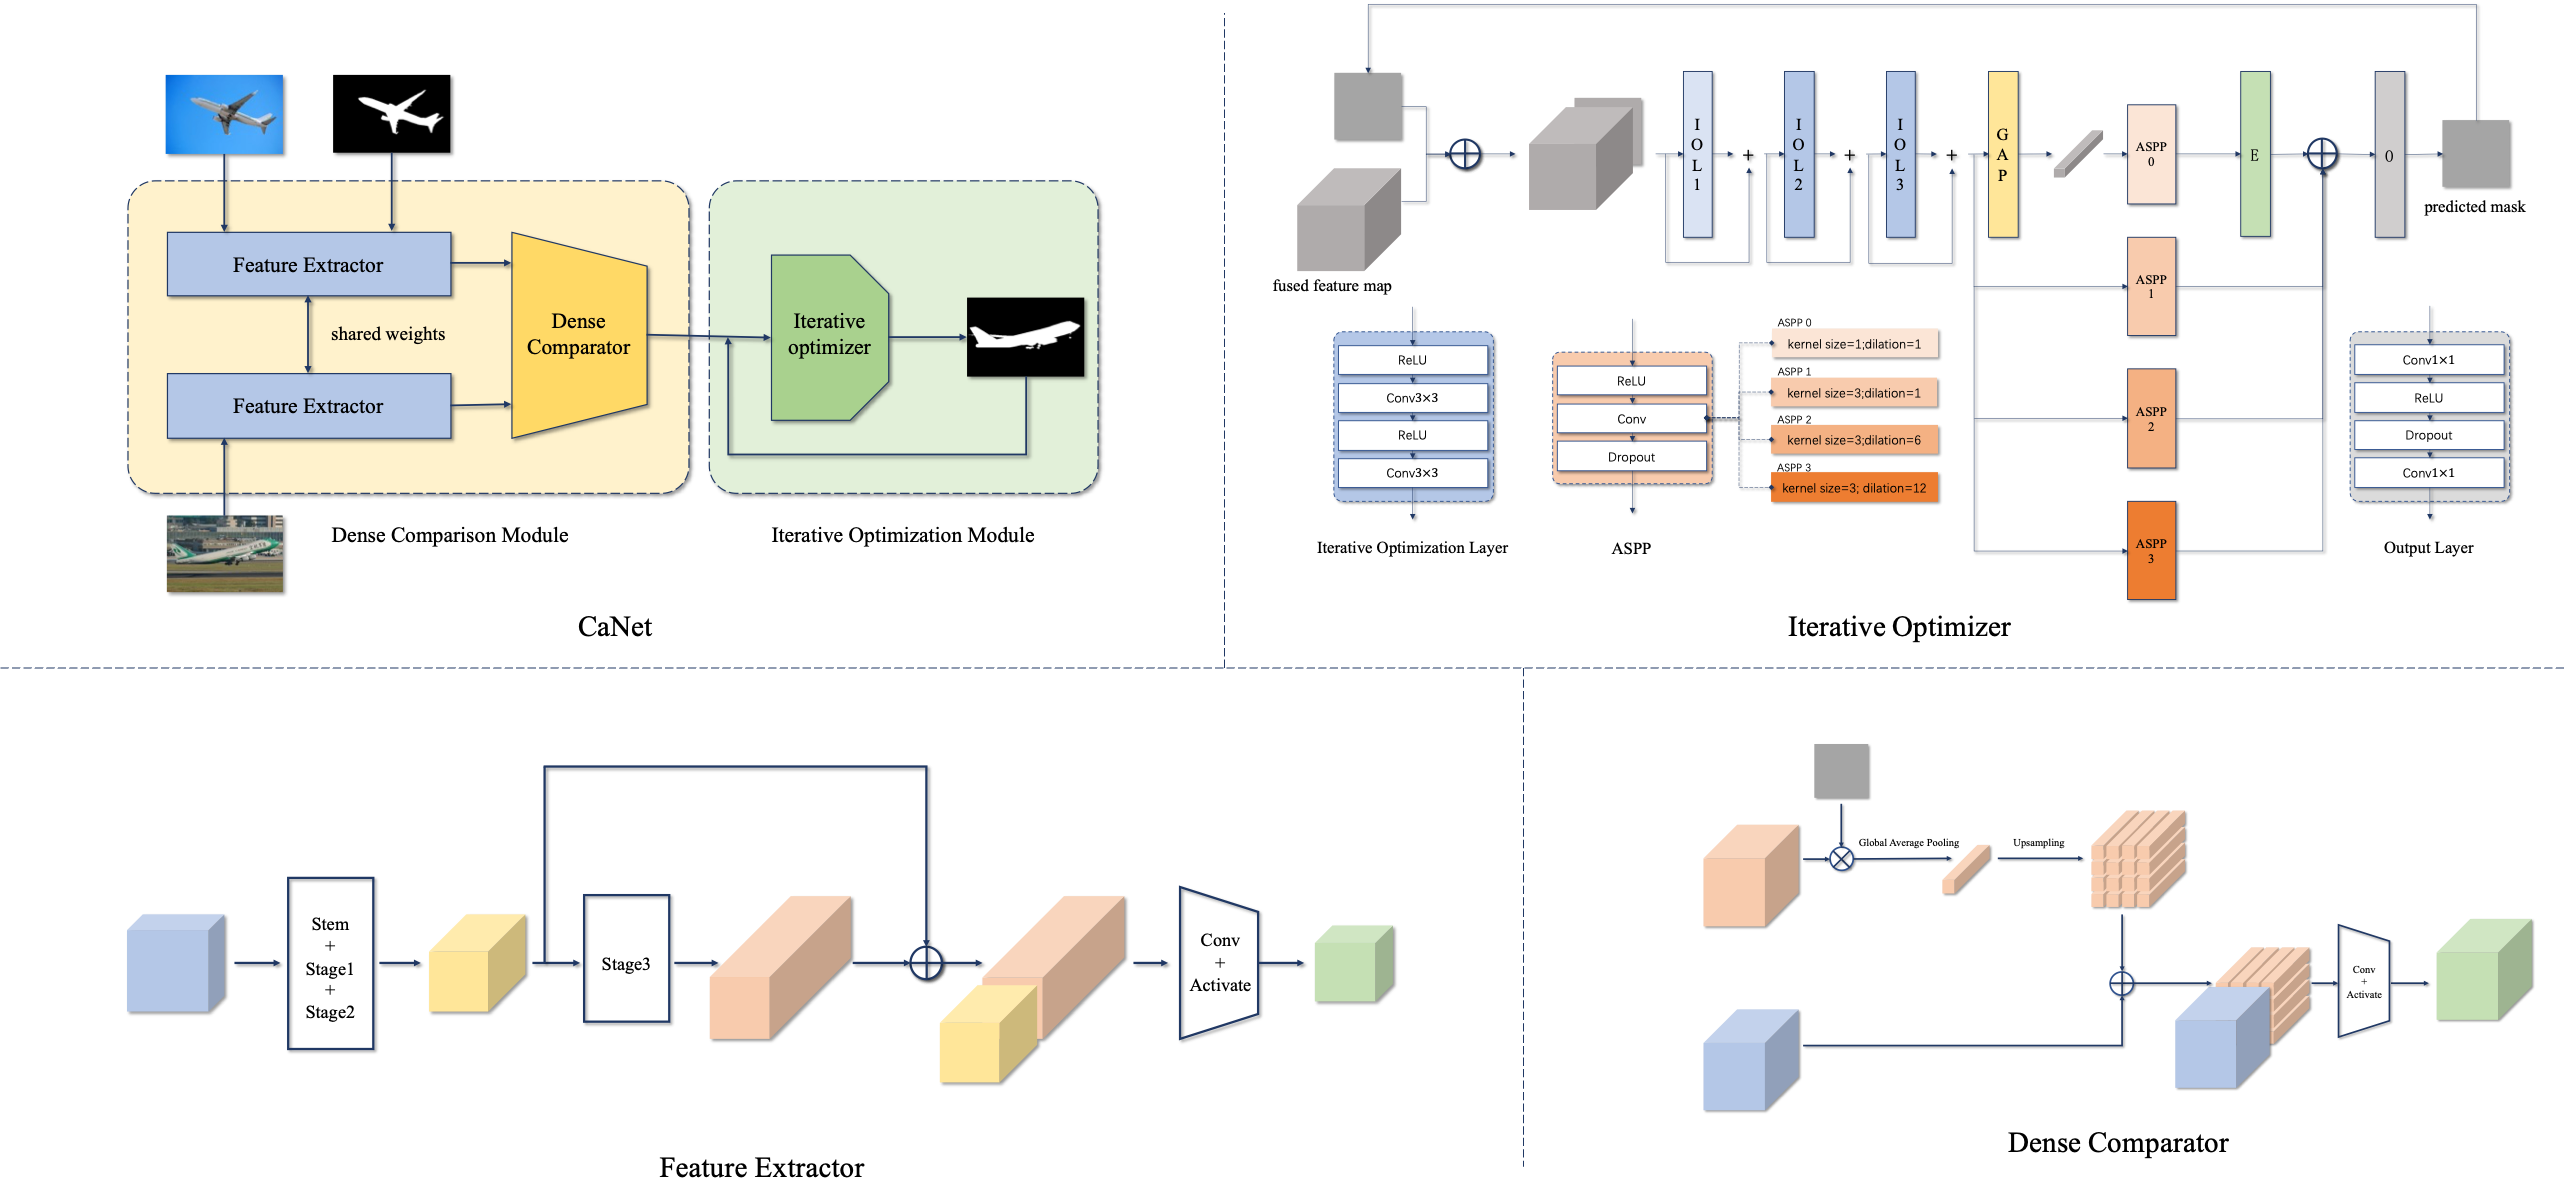 Feature Extractor
shared weights
Feature Extractor
Dense
Comparator
Iterative
optimizer
Dense Comparison Module
Iterative Optimization Module
CaNet
fused feature map
I
O
L
1
+
I
O
L
2
+
I
O
L
3
+
G
A
P
ASPP
0
E
O
predicted mask
ASPP
1
ASPP
2
ASPP
3
ReLU
Conv3×3
ReLU
Conv3×3
Iterative Optimization Layer
ReLU
Conv
Dropout
ASPP
ASPP 0
kernel size=1;dilation=1
ASPP 1
kernel size=3;dilation=1
ASPP 2
kernel size=3;dilation=6
ASPP 3
kernel size=3; dilation=12
Conv1×1
ReLU
Dropout
Conv1×1
Output Layer
Iterative Optimizer
Stem
+
Stage1
+
Stage2
Stage3
Conv
+
Activate
Feature Extractor
Global Average Pooling
Upsampling
Conv
+
Activate
Dense Comparator